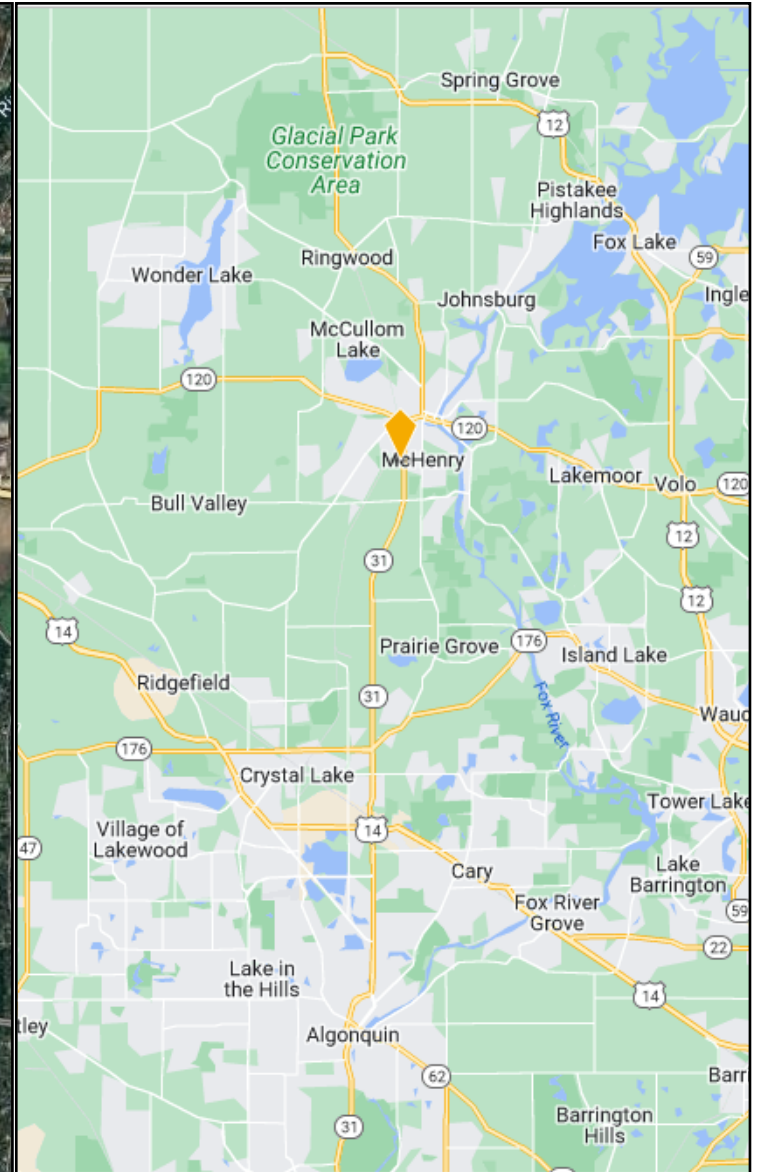 Spring Grove
12
Glacial Park
Conservation
Area
Pistakee
Highlands
Fox Lake
59
Ringwood
Wonder Lake
Ingle
Johnsburg
McCullom
Lake
120
120
McHenry
Lakemoor
Volo
120
Bull Valley
12
31
12
14
176
Prairie Grove
Island Lake
Ridgefield
31
Fox River
Wauc
176
Crystal Lake
Tower Lake
14
Village of
Lakewood
47
Cary
Lake
Barrington
Fox River
Grove
59
22
Lake in
the Hills
14
tley
Algonquin
62
Barri
31
Barrington
Hills